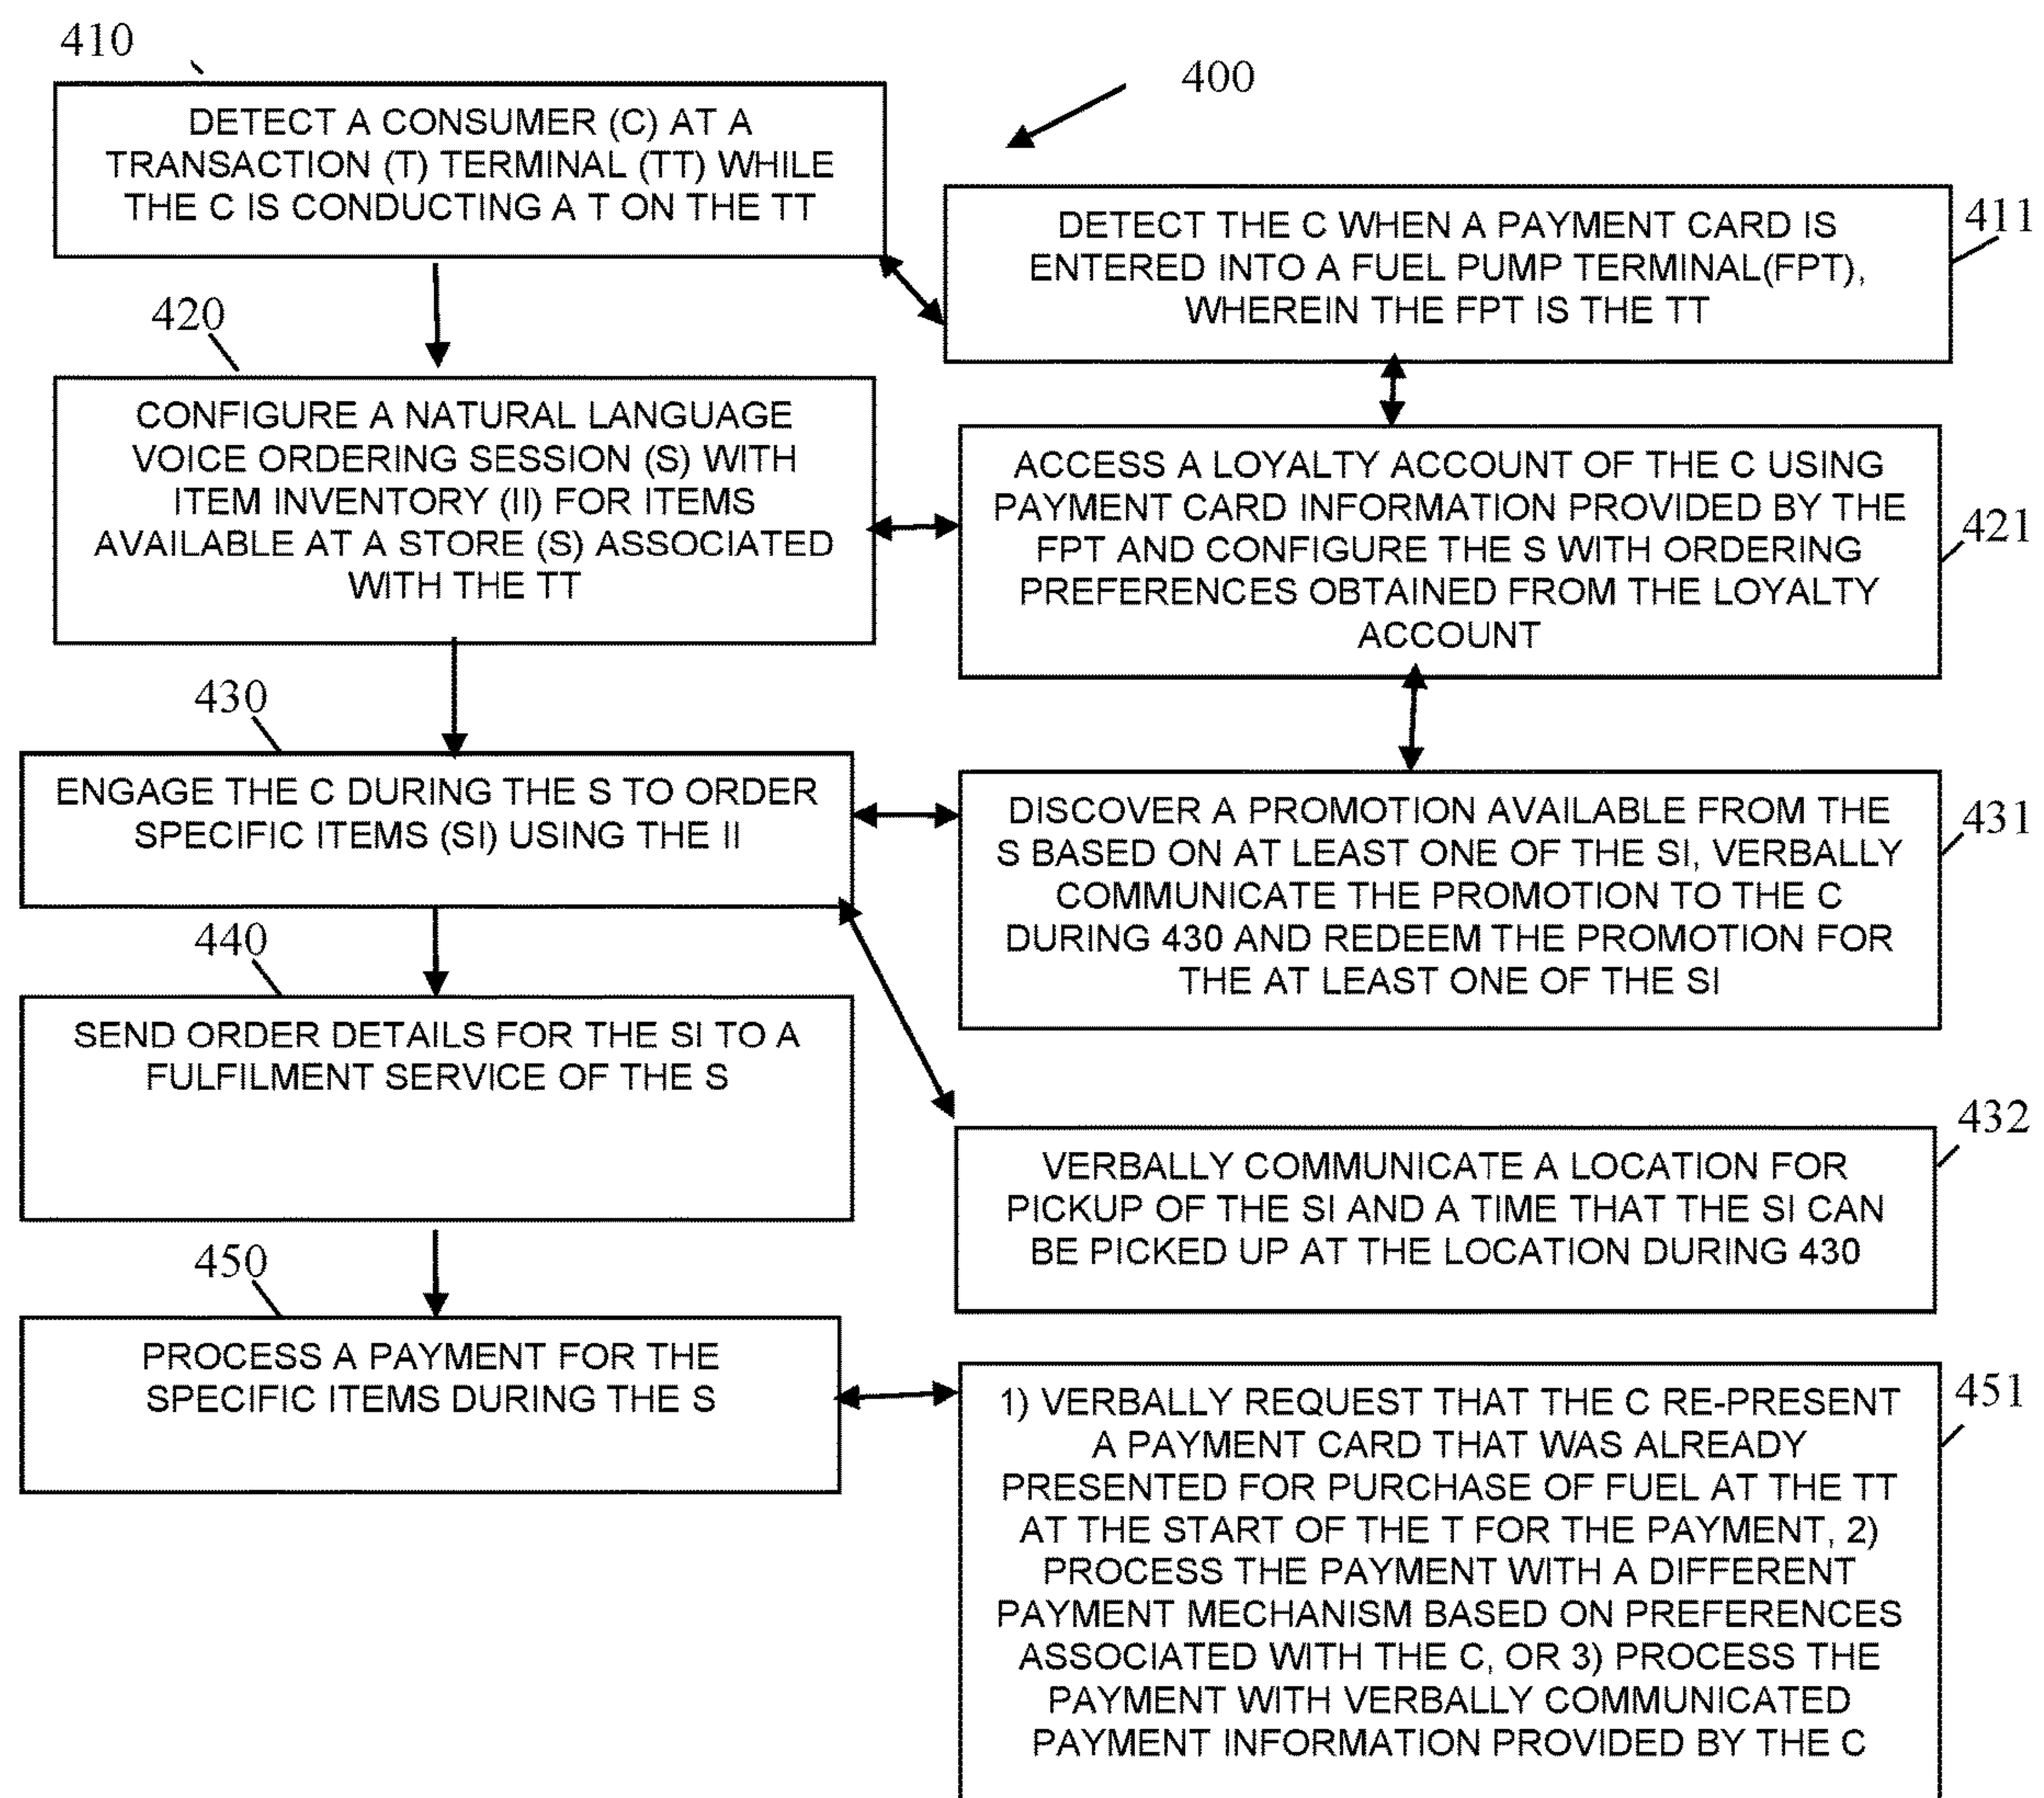 410
DETECT A CONSUMER (C) AT A
TRANSACTION (T) TERMINAL (TT) WHILE
THE C IS CONDUCTING A T ON THE TT
400
DETECT THE C WHEN A PAYMENT CARD IS
ENTERED INTO A FUEL PUMP TERMINAL(FPT),
WHEREIN THE FPT IS THE TT
411
420
CONFIGURE A NATURAL LANGUAGE
VOICE ORDERING SESSION (S) WITH
ITEM INVENTORY (II) FOR ITEMS
AVAILABLE AT A STORE (S) ASSOCIATED
WITH THE TT
ACCESS A LOYALTY ACCOUNT OF THE C USING
PAYMENT CARD INFORMATION PROVIDED BY THE
FPT AND CONFIGURE THE S WITH ORDERING
PREFERENCES OBTAINED FROM THE LOYALTY
ACCOUNT
421
430
ENGAGE THE C DURING THE S TO ORDER
SPECIFIC ITEMS (SI) USING THE II
DISCOVER A PROMOTION AVAILABLE FROM THE
S BASED ON AT LEAST ONE OF THE SI, VERBALLY
COMMUNICATE THE PROMOTION TO THE C
DURING 430 AND REDEEM THE PROMOTION FOR
THE AT LEAST ONE OF THE SI
431
440
SEND ORDER DETAILS FOR THE SI TO A
FULFILMENT SERVICE OF THE S
432
VERBALLY COMMUNICATE A LOCATION FOR
PICKUP OF THE SI AND A TIME THAT THE SI CAN
BE PICKED UP AT THE LOCATION DURING 430
450
PROCESS A PAYMENT FOR THE
SPECIFIC ITEMS DURING THE S
451
1) VERBALLY REQUEST THAT THE C RE-PRESENT
A PAYMENT CARD THAT WAS ALREADY
PRESENTED FOR PURCHASE OF FUEL AT THE TT
AT THE START OF THE T FOR THE PAYMENT, 2)
PROCESS THE PAYMENT WITH A DIFFERENT
PAYMENT MECHANISM BASED ON PREFERENCES
ASSOCIATED WITH THE C, OR 3) PROCESS THE
PAYMENT WITH VERBALLY COMMUNICATED
PAYMENT INFORMATION PROVIDED BY THE C